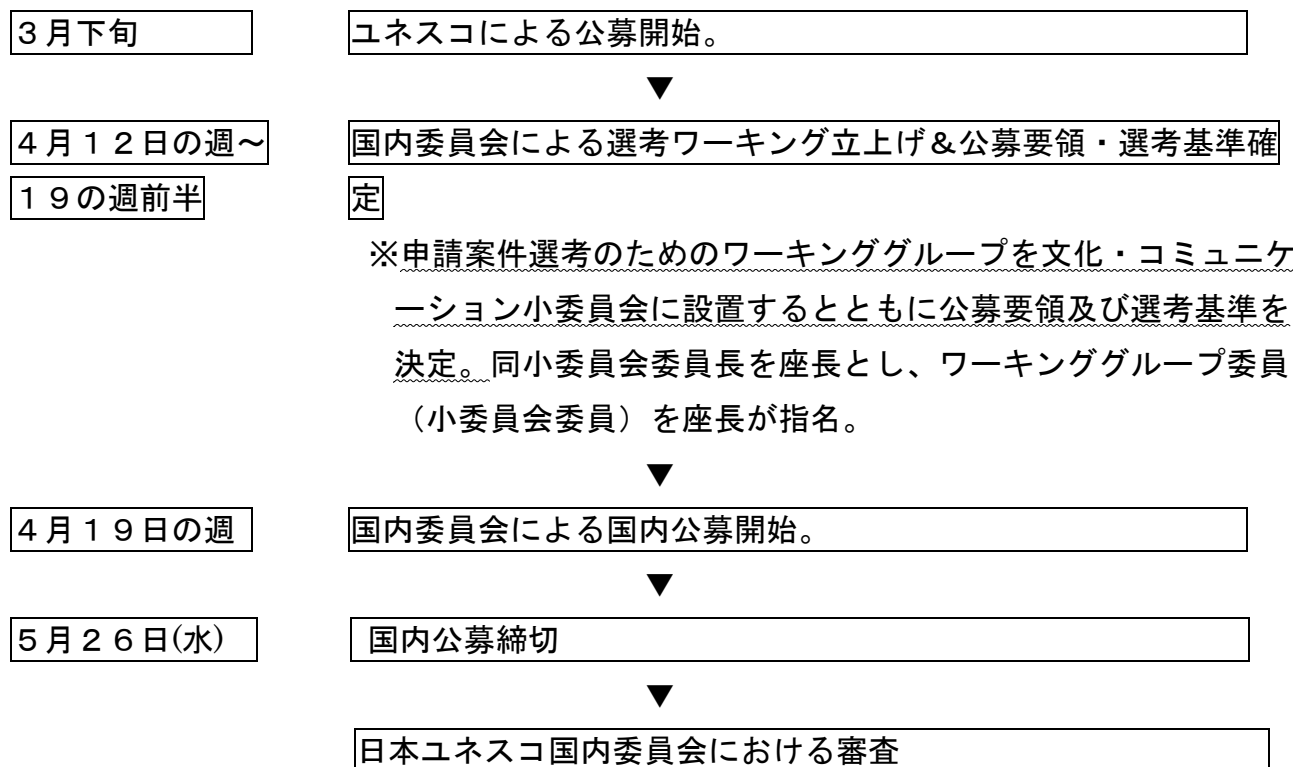 ３月下旬 ユネスコによる公募開始。
▼
４月１２日の週～ 国内委員会による選考ワーキング立上げ＆公募要領・選考基準確
１９の週前半 定
※申請案件選考のためのワーキンググループを文化・コミュニケ
ーション小委員会に設置するとともに公募要領及び選考基準を
決定。同小委員会委員長を座長とし、ワーキンググループ委員
（小委員会委員）を座長が指名。
▼
４月１９日の週 国内委員会による国内公募開始。
▼
５月２６日(水) 国内公募締切
▼
日本ユネスコ国内委員会における審査